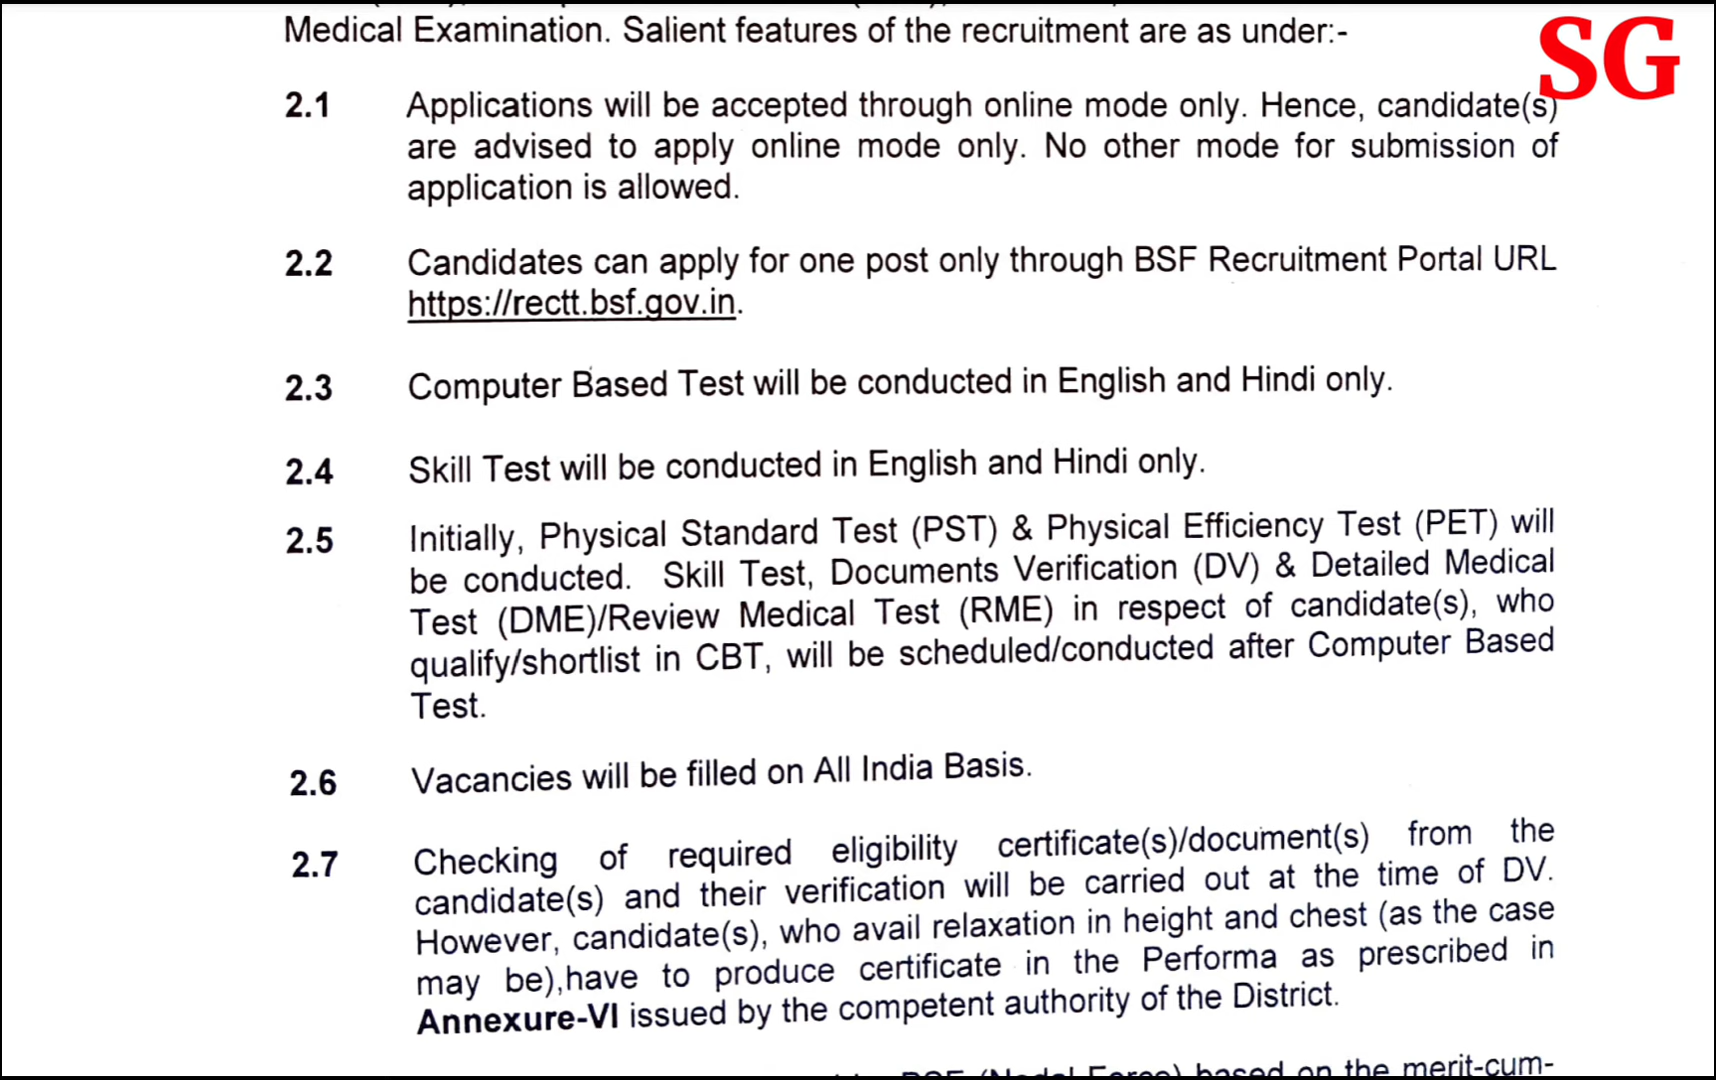 Medical Examination. Salient features of the recruitment are as under:-
SG
2.1 Applications will be accepted through online mode only. Hence, candidate(s)
are advised to apply online mode only. No other mode for submission of
application is allowed.
2.2 Candidates can apply for one post only through BSF Recruitment Portal URL
https://rectt.bsf.gov.in.
2.3 Computer Based Test will be conducted in English and Hindi only.
2.4 Skill Test will be conducted in English and Hindi only.
2.5 Initially, Physical Standard Test (PST) & Physical Efficiency Test (PET) will
be conducted. Skill Test, Documents Verification (DV) & Detailed Medical
Test (DME)/Review Medical Test (RME) in respect of candidate(s), who
qualify/shortlist in CBT, will be scheduled/conducted after Computer Based
Test.
2.6 Vacancies will be filled on All India Basis.
2.7 Checking of required eligibility certificate(s)/document(s) from the
candidate(s) and their verification will be carried out at the time of DV.
However, candidate(s), who avail relaxation in height and chest (as the case
may be),have to produce certificate in the Performa as prescribed in
Annexure-VI issued by the competent authority of the District.
BSF (Nodal Force) based on the merit-cum-